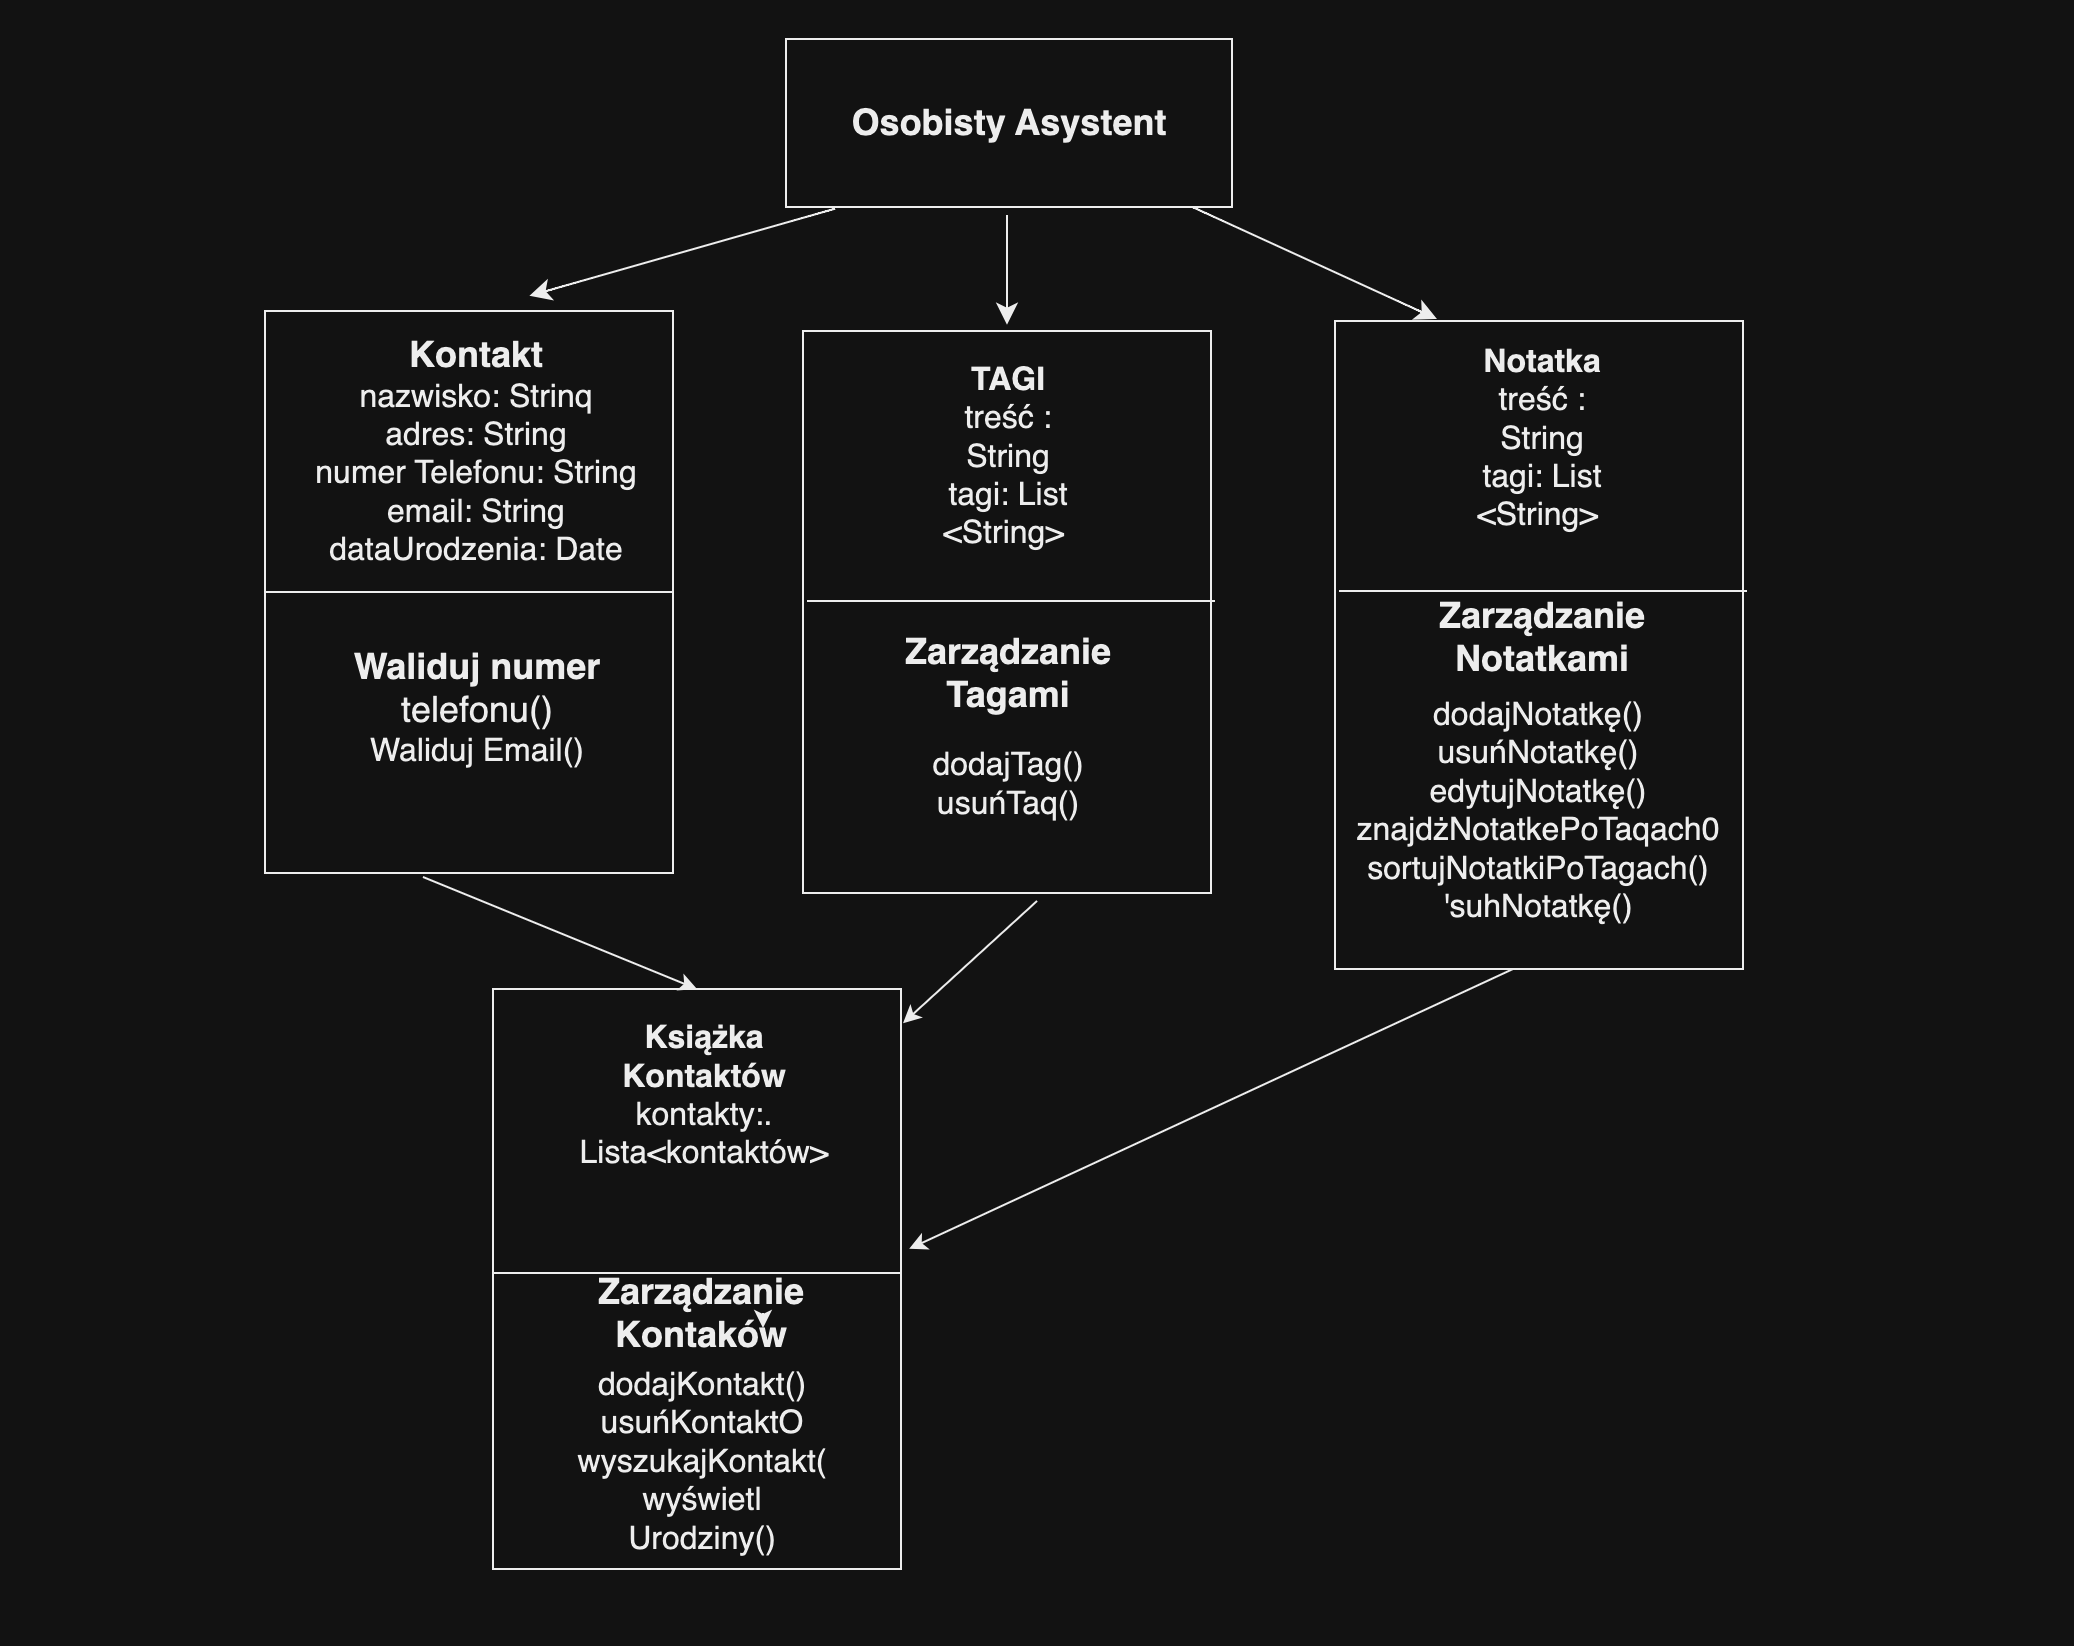 Osobisty Asystent
Kontakt
nazwisko: Strinq
adres: String
numer Telefonu: String
email: String
dataUrodzenia: Date
Waliduj numer
telefonu()
Waliduj Email()
TAGI
treść :
String
tagi: List
<String>
Zarządzanie
Tagami
dodajTag()
usuńTaq()
Notatka
treść :
String
tagi: List
<String>
Zarządzanie
Notatkami
dodajNotatkę()
usuńNotatkę()
edytujNotatkę()
znajdżNotatkePoTaqach0
sortujNotatkiPoTagach()
'suhNotatkę()
Książka
Kontaktów
kontakty:.
Lista<kontaktów>
Zarządzanie
Kontaków
dodajKontakt()
usuńKontaktO
wyszukajKontakt(
wyświetl
Urodziny()